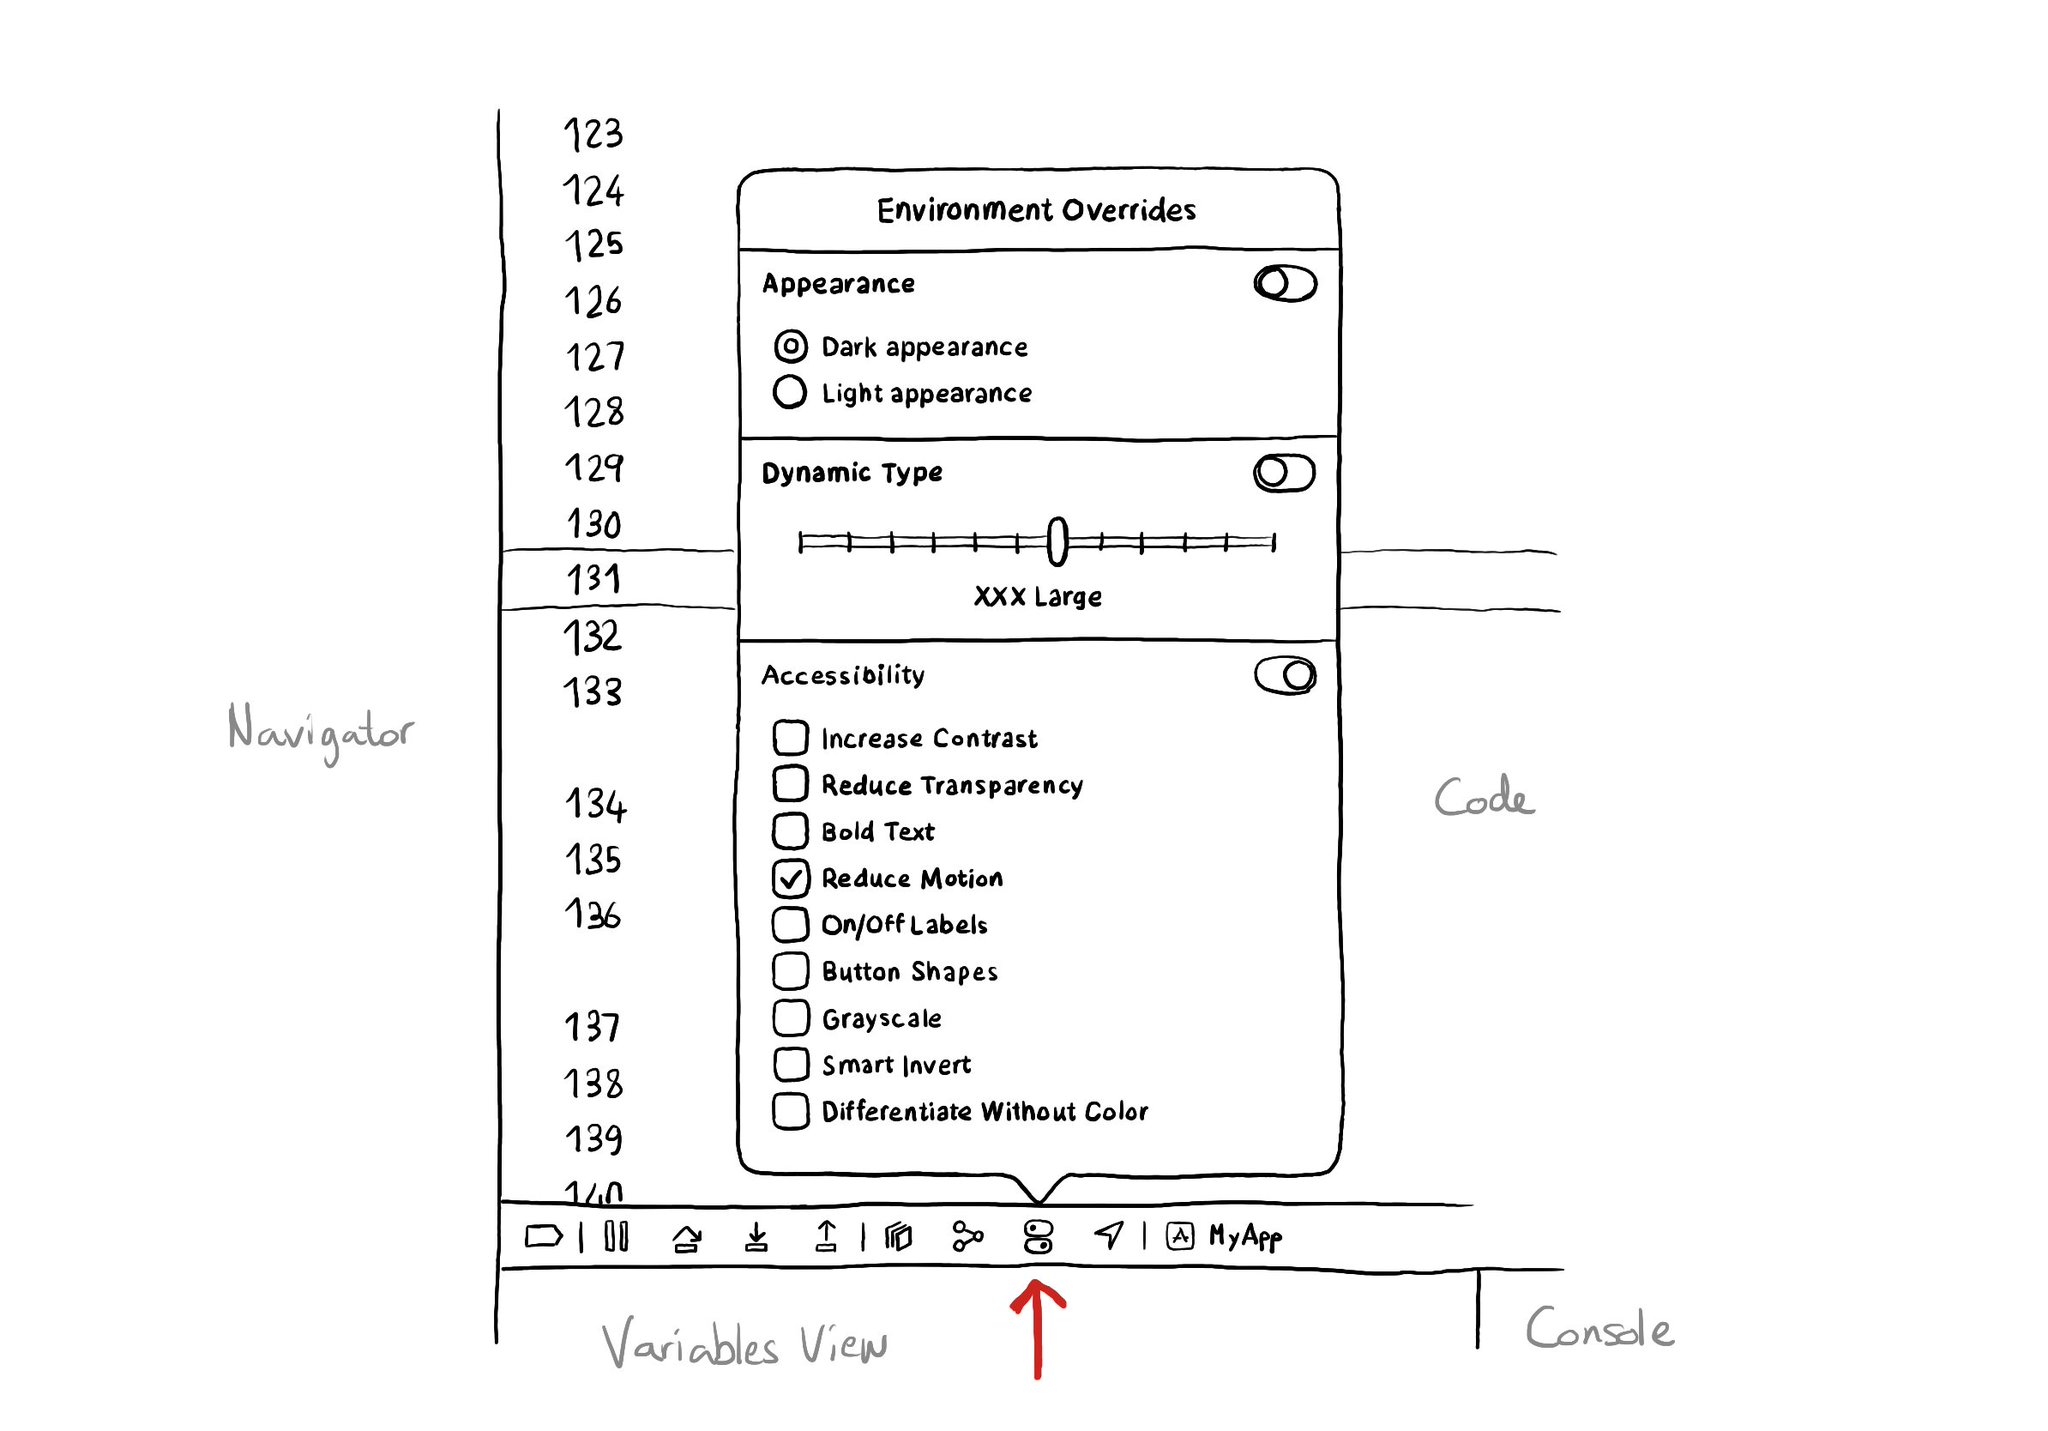 123
124
125
126
127
128
129
130
131
132
133
134
135
136
137
138
139
140
Environment Overrides
Appearance
Dark appearance
Light appearance
Dynamic Type
XXX Large
Accessibility
Increase Contrast
Reduce Transparency
Bold Text
Reduce Motion
On/Off Labels
Button Shapes
Grayscale
Smart Invert
Differentiate Without Color
Navigator
Code
A MyApp
Variables View
Console